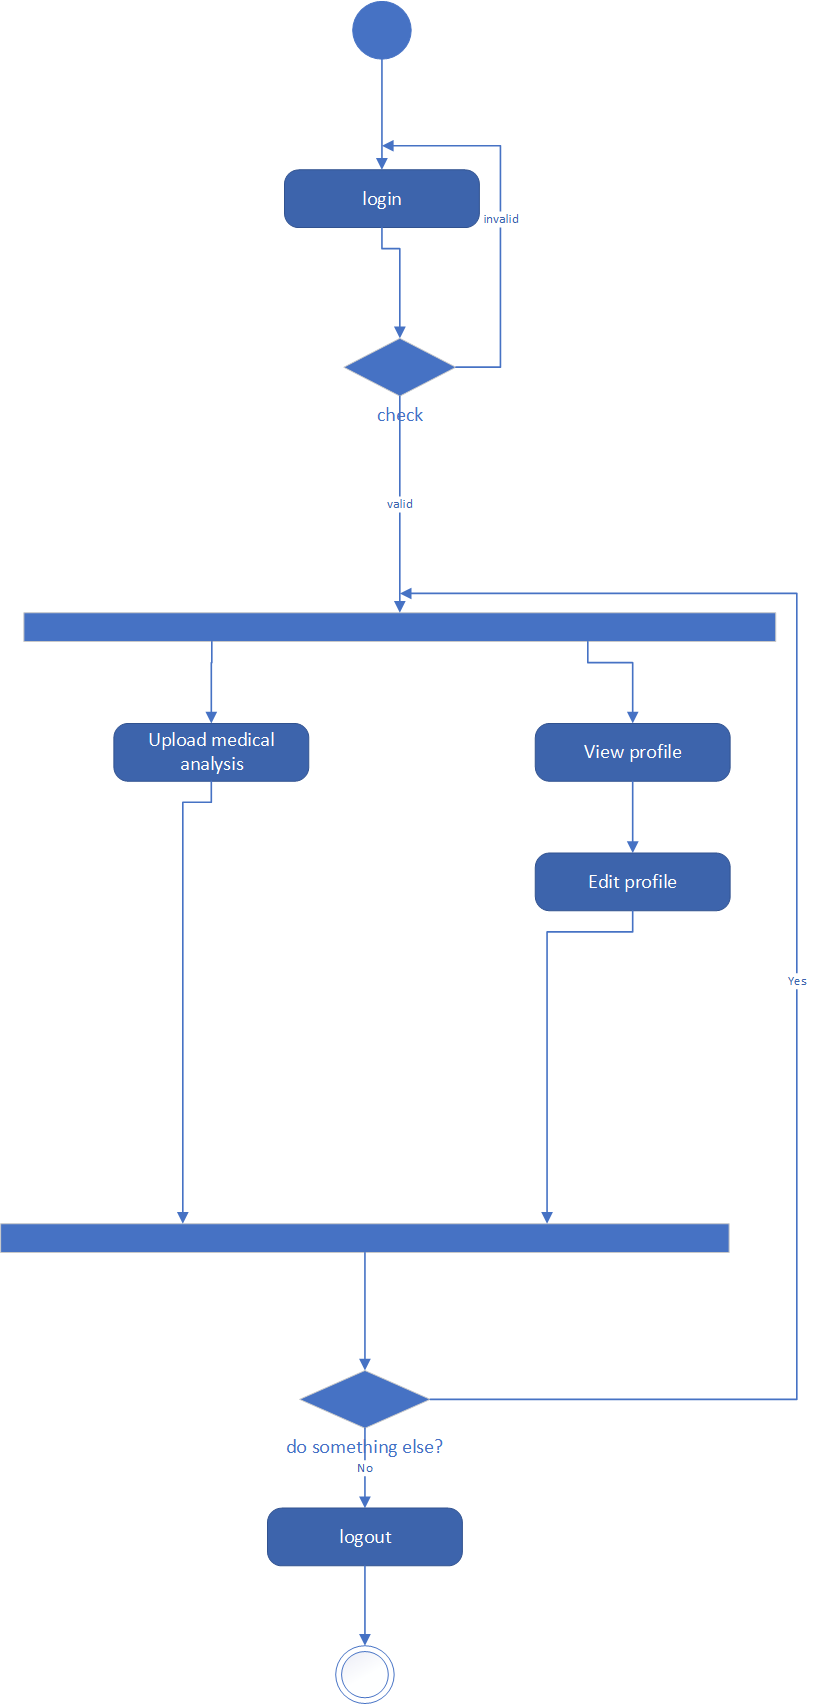 login
invalid
check
valid
Upload medical
analysis
View profile
Edit profile
Yes
do something else?
No
logout